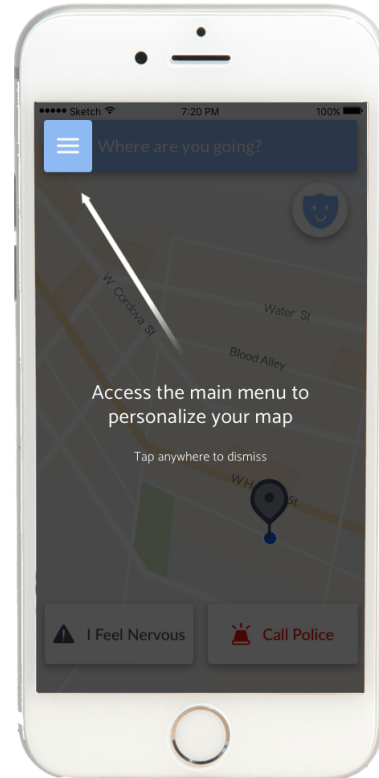 Sketch 7:20 PM 100%
Where are you going?
W Cordova St
Water St
Blood Alley
Access the main menu to
personalize your map
Tap anywhere to dismiss
W H St
I Feel Nervous Call Police